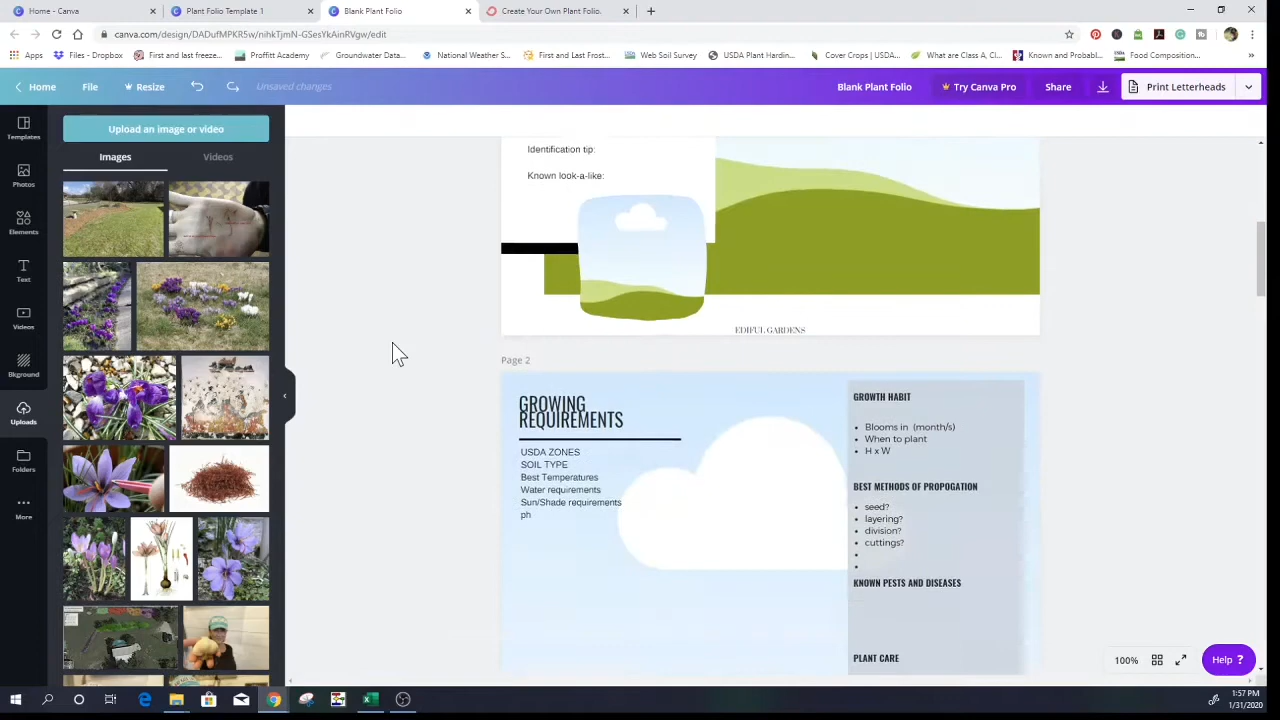 Home - Canva
Plant Folio Template 1
Blank Plant Folio
Create Your Own Plant Folio.
canva.com/design/DADufMPKR5w/nihkTjmN-GSesYkAinRVgw/edit
Apps
Files - Dropbox
First and last freeze...
Proffitt Academy
Groundwater Data...
National Weather S...
First and Last Frost...
Web Soil Survey
USDA Plant Hardin...
Cover Crops (USDA...
What are Class A, Cl...
Known and Probabl...
Food Composition...
Home
File
Resize
Unsaved changes
Blank Plant Folio
Try Canva Pro
Share
Print Letterheads
Templates
Photos
Elements
Text
Videos
Bkground
Uploads
Folders
More
Upload an image or video
Images
Videos
Identification tip:
Known look-a-like:
EDIFUL GARDENS
Page 2
GROWING
REQUIREMENTS
USDA ZONES
SOIL TYPE
Best Temperatures
Water requirements
Sun/Shade requirements
ph
GROWTH HABIT
• Blooms in (month/s)
• When to plant
• H x W
BEST METHODS OF PROPOGATION
• seed?
• layering?
• division?
• cuttings?
•
•
KNOWN PESTS AND DISEASES
PLANT CARE
100%
Help ?
1:57 PM
1/31/2020